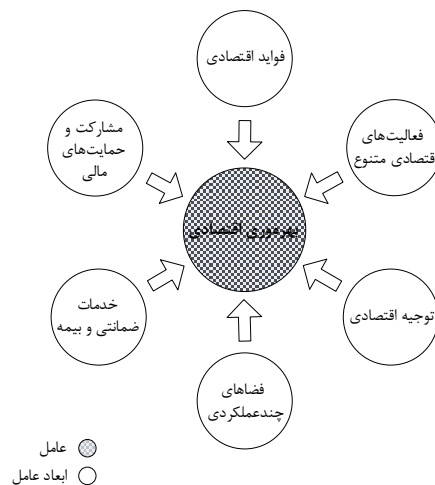 فواید اقتصادی
فعالیت‌های
قتصادی متنوع
مشارکت و
حمایت‌های
مالی
بهره‌وری اقتصادی
توجیه اقتصادی
خدمات
ضمانتی و بیمه
فضاهای
چندعملکردی
عامل
ابعاد عامل